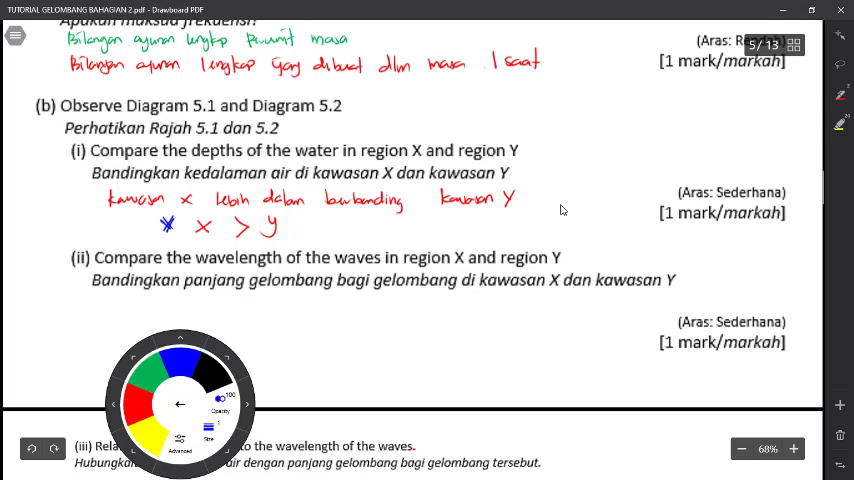 TUTORIAL GELOMBANG BAHAGIAN 2.pdf - Drawboard PDF
Apakah maksud frekuensi?
Bilangan ayunan lengkap per unit masa
(Aras: Rendah)
5 / 13
Bilangan ayunan lengkap yang dibuat dlm masa 1 saat
[1 mark/markah]
(b) Observe Diagram 5.1 and Diagram 5.2
Perhatikan Rajah 5.1 dan 5.2
(i) Compare the depths of the water in region X and region Y
Bandingkan kedalaman air di kawasan X dan kawasan Y
kawasan x lebih dalam berbanding kawasan Y
(Aras: Sederhana)
[1 mark/markah]
x > y
(ii) Compare the wavelength of the waves in region X and region Y
Bandingkan panjang gelombang bagi gelombang di kawasan X dan kawasan Y
(Aras: Sederhana)
[1 mark/markah]
100
Opacity
1
Size
Advanced
(iii) to the wavelength of the waves.
air dengan panjang gelombang bagi gelombang tersebut.
68%